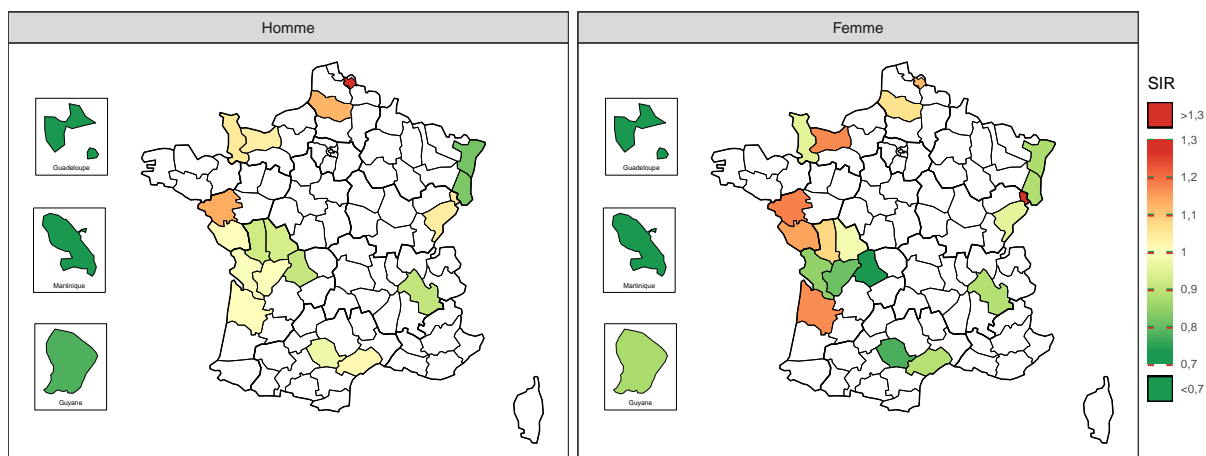 Homme
Femme
Guadeloupe
Martinique
Guyane
Guadeloupe
Martinique
Guyane
SIR
>1,3
1,3
1,2
1,1
1
0,9
0,8
0,7
<0,7